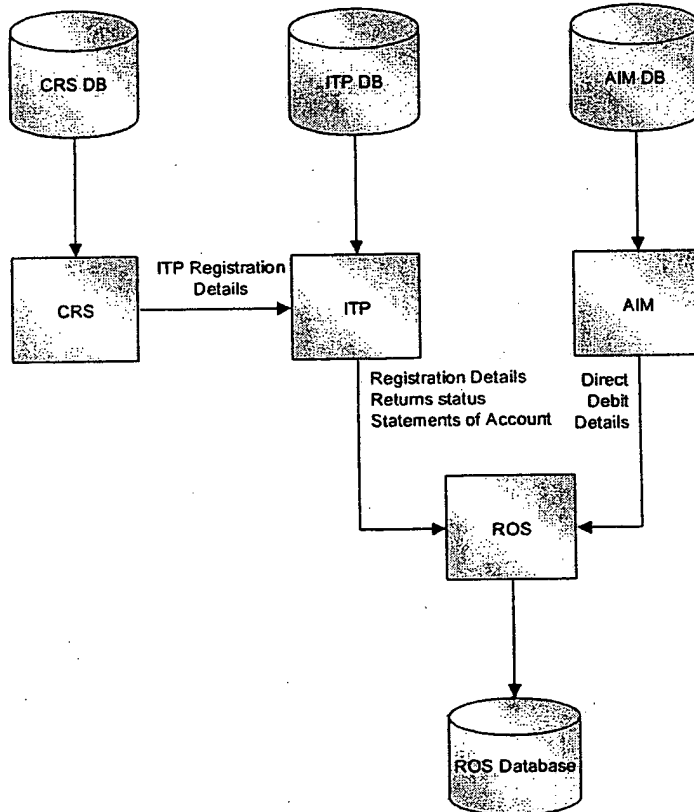 CRS DB
ITP DB
AIM DB
CRS
ITP Registration
Details
ITP
AIM
Registration Details
Returns status
Statements of Account
Direct
Debit
Details
ROS
ROS Database